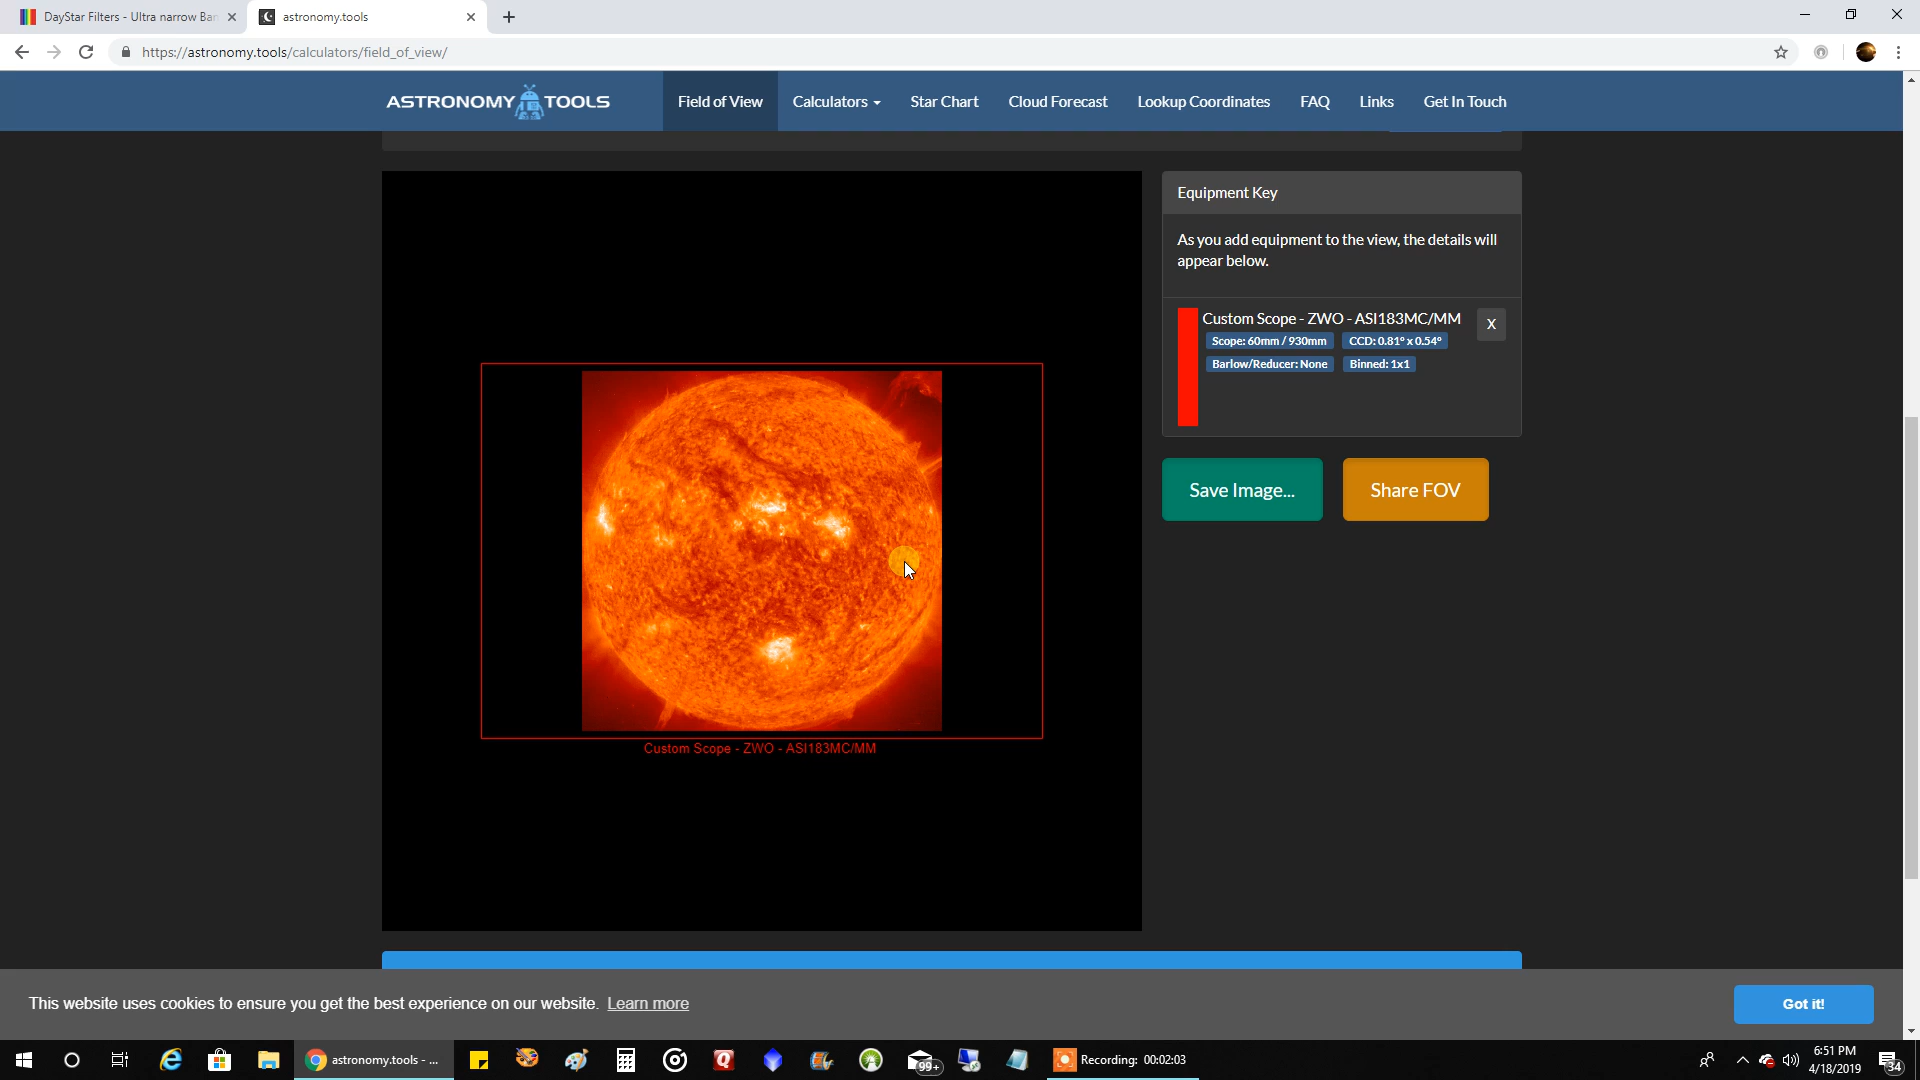 DayStar Filters - Ultra narrow Ban
astronomy.tools
https://astronomy.tools/calculators/field_of_view/
ASTRONOMY TOOLS
Field of View
Calculators
Star Chart
Cloud Forecast
Lookup Coordinates
FAQ
Links
Get In Touch
Equipment Key
As you add equipment to the view, the details will
appear below.
Custom Scope - ZWO - ASI183MC/MM
X
Scope: 60mm / 930mm
CCD: 0.81° x 0.54°
Barlow/Reducer: None
Binned: 1x1
Save Image...
Share FOV
Custom Scope - ZWO - ASI183MC/MM
This website uses cookies to ensure you get the best experience on our website. Learn more
Got it!
astronomy.tools - ...
99+
Recording: 00:02:03
6:51 PM
4/18/2019
34